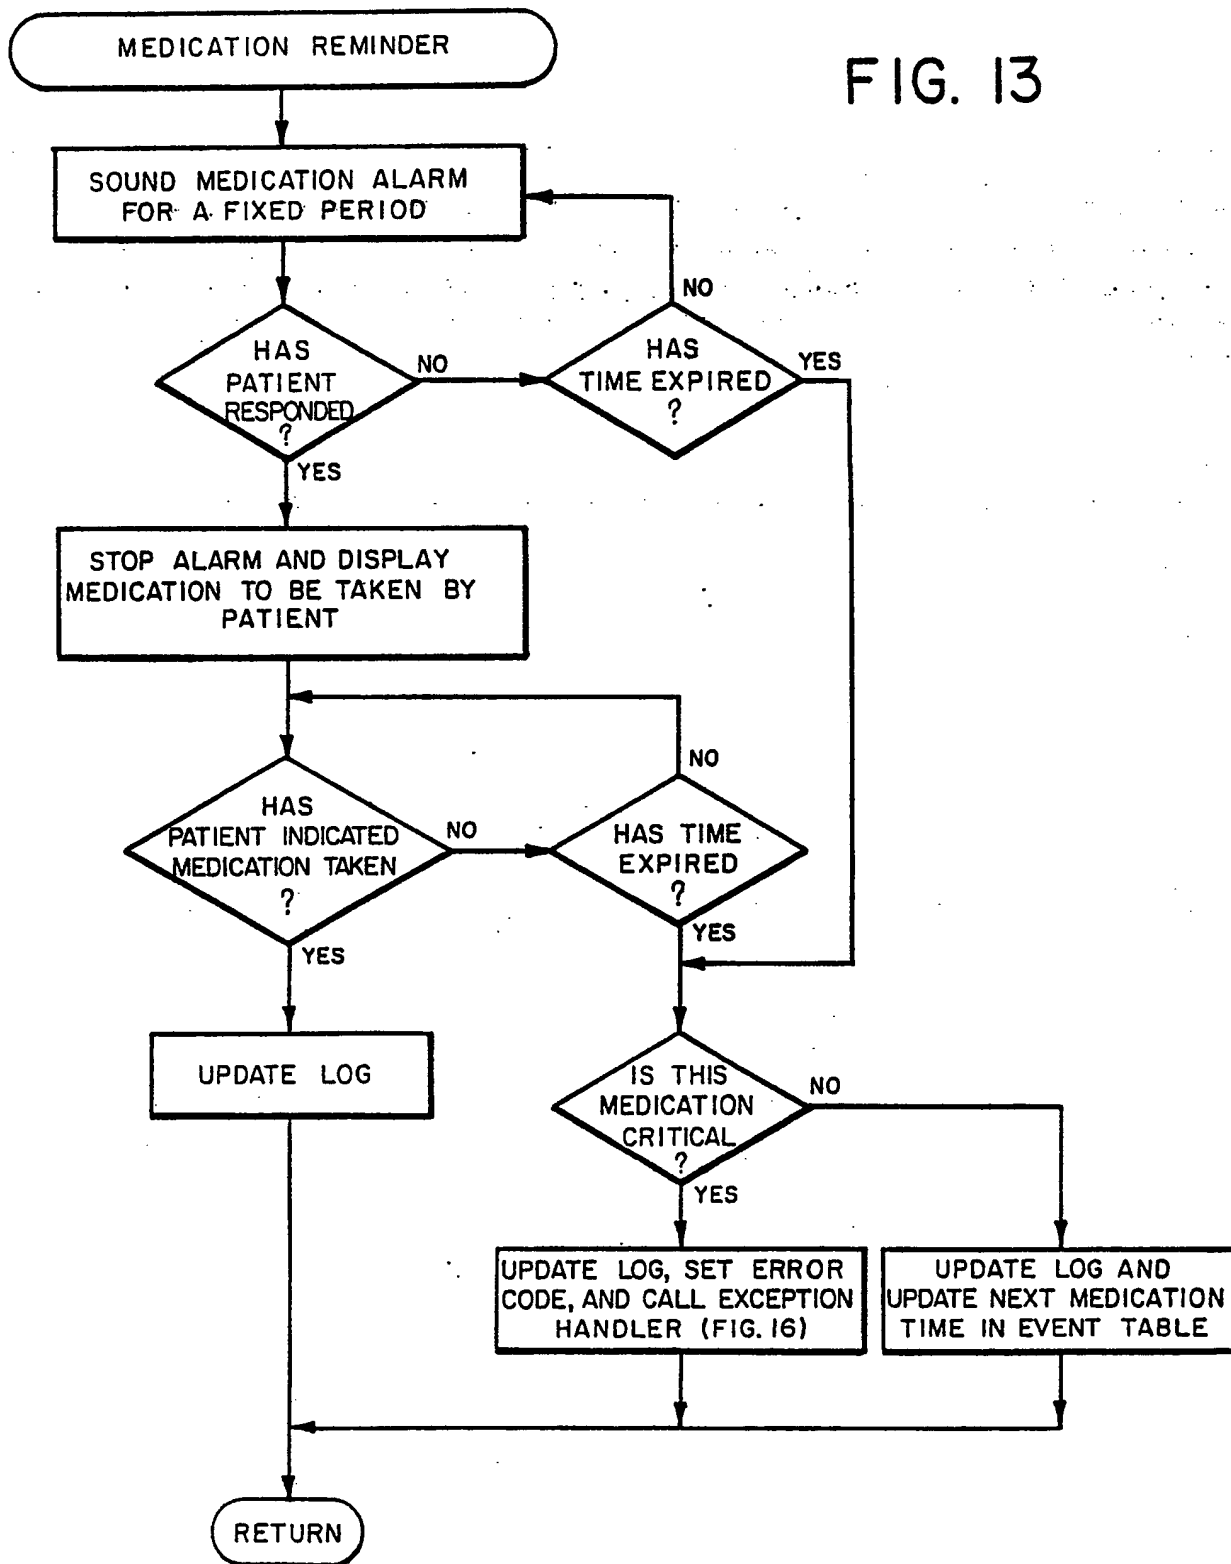 MEDICATION REMINDER
FIG. 13
SOUND MEDICATION ALARM
FOR A FIXED PERIOD
NO
HAS
PATIENT
RESPONDED
?
NO
HAS
TIME EXPIRED
?
YES
YES
STOP ALARM AND DISPLAY
MEDICATION TO BE TAKEN BY
PATIENT
NO
HAS
PATIENT INDICATED
MEDICATION TAKEN
?
NO
HAS TIME
EXPIRED
?
YES
YES
UPDATE LOG
IS THIS
MEDICATION
CRITICAL
?
NO
YES
UPDATE LOG, SET ERROR
CODE, AND CALL EXCEPTION
HANDLER (FIG. 16)
UPDATE LOG AND
UPDATE NEXT MEDICATION
TIME IN EVENT TABLE
RETURN